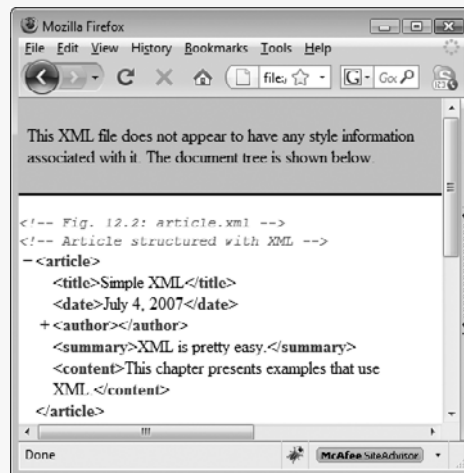 Mozilla Firefox
File Edit View History Bookmarks Tools Help
file:
G
This XML file does not appear to have any style information
associated with it. The document tree is shown below.
<!-- Fig. 12.2: article.xml -->
<!-- Article structured with XML -->
−<article>
<title>Simple XML</title>
<date>July 4, 2007</date>
+<author></author>
<summary>XML is pretty easy.</summary>
<content>This chapter presents examples that use
XML.</content>
</article>
Done
McAfee SiteAdvisor